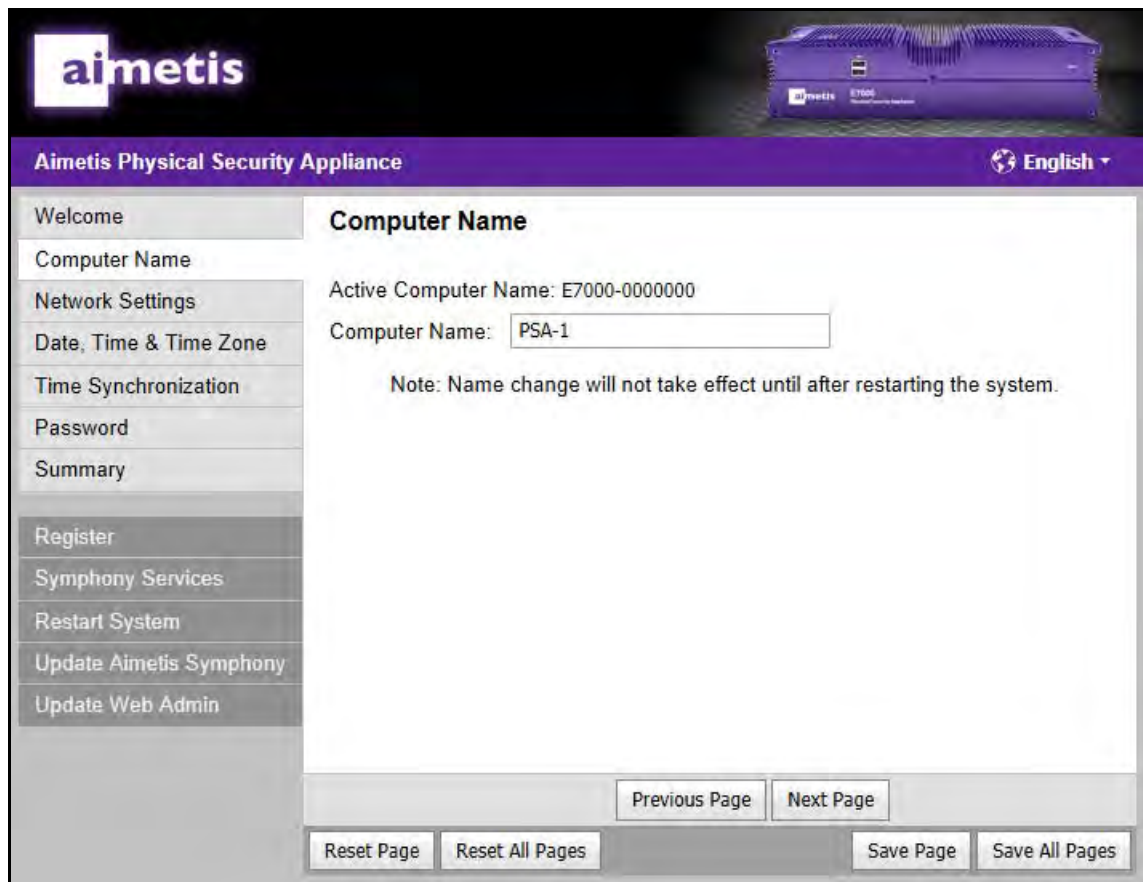 aimetis
aimetis E7000
Aimetis Physical Security Appliance
English
Welcome
Computer Name
Network Settings
Date, Time & Time Zone
Time Synchronization
Password
Summary
Register
Symphony Services
Restart System
Update Aimetis Symphony
Update Web Admin
Computer Name
Active Computer Name: E7000-0000000
Computer Name: PSA-1
Note: Name change will not take effect until after restarting the system.
Previous Page Next Page
Reset Page Reset All Pages Save Page Save All Pages